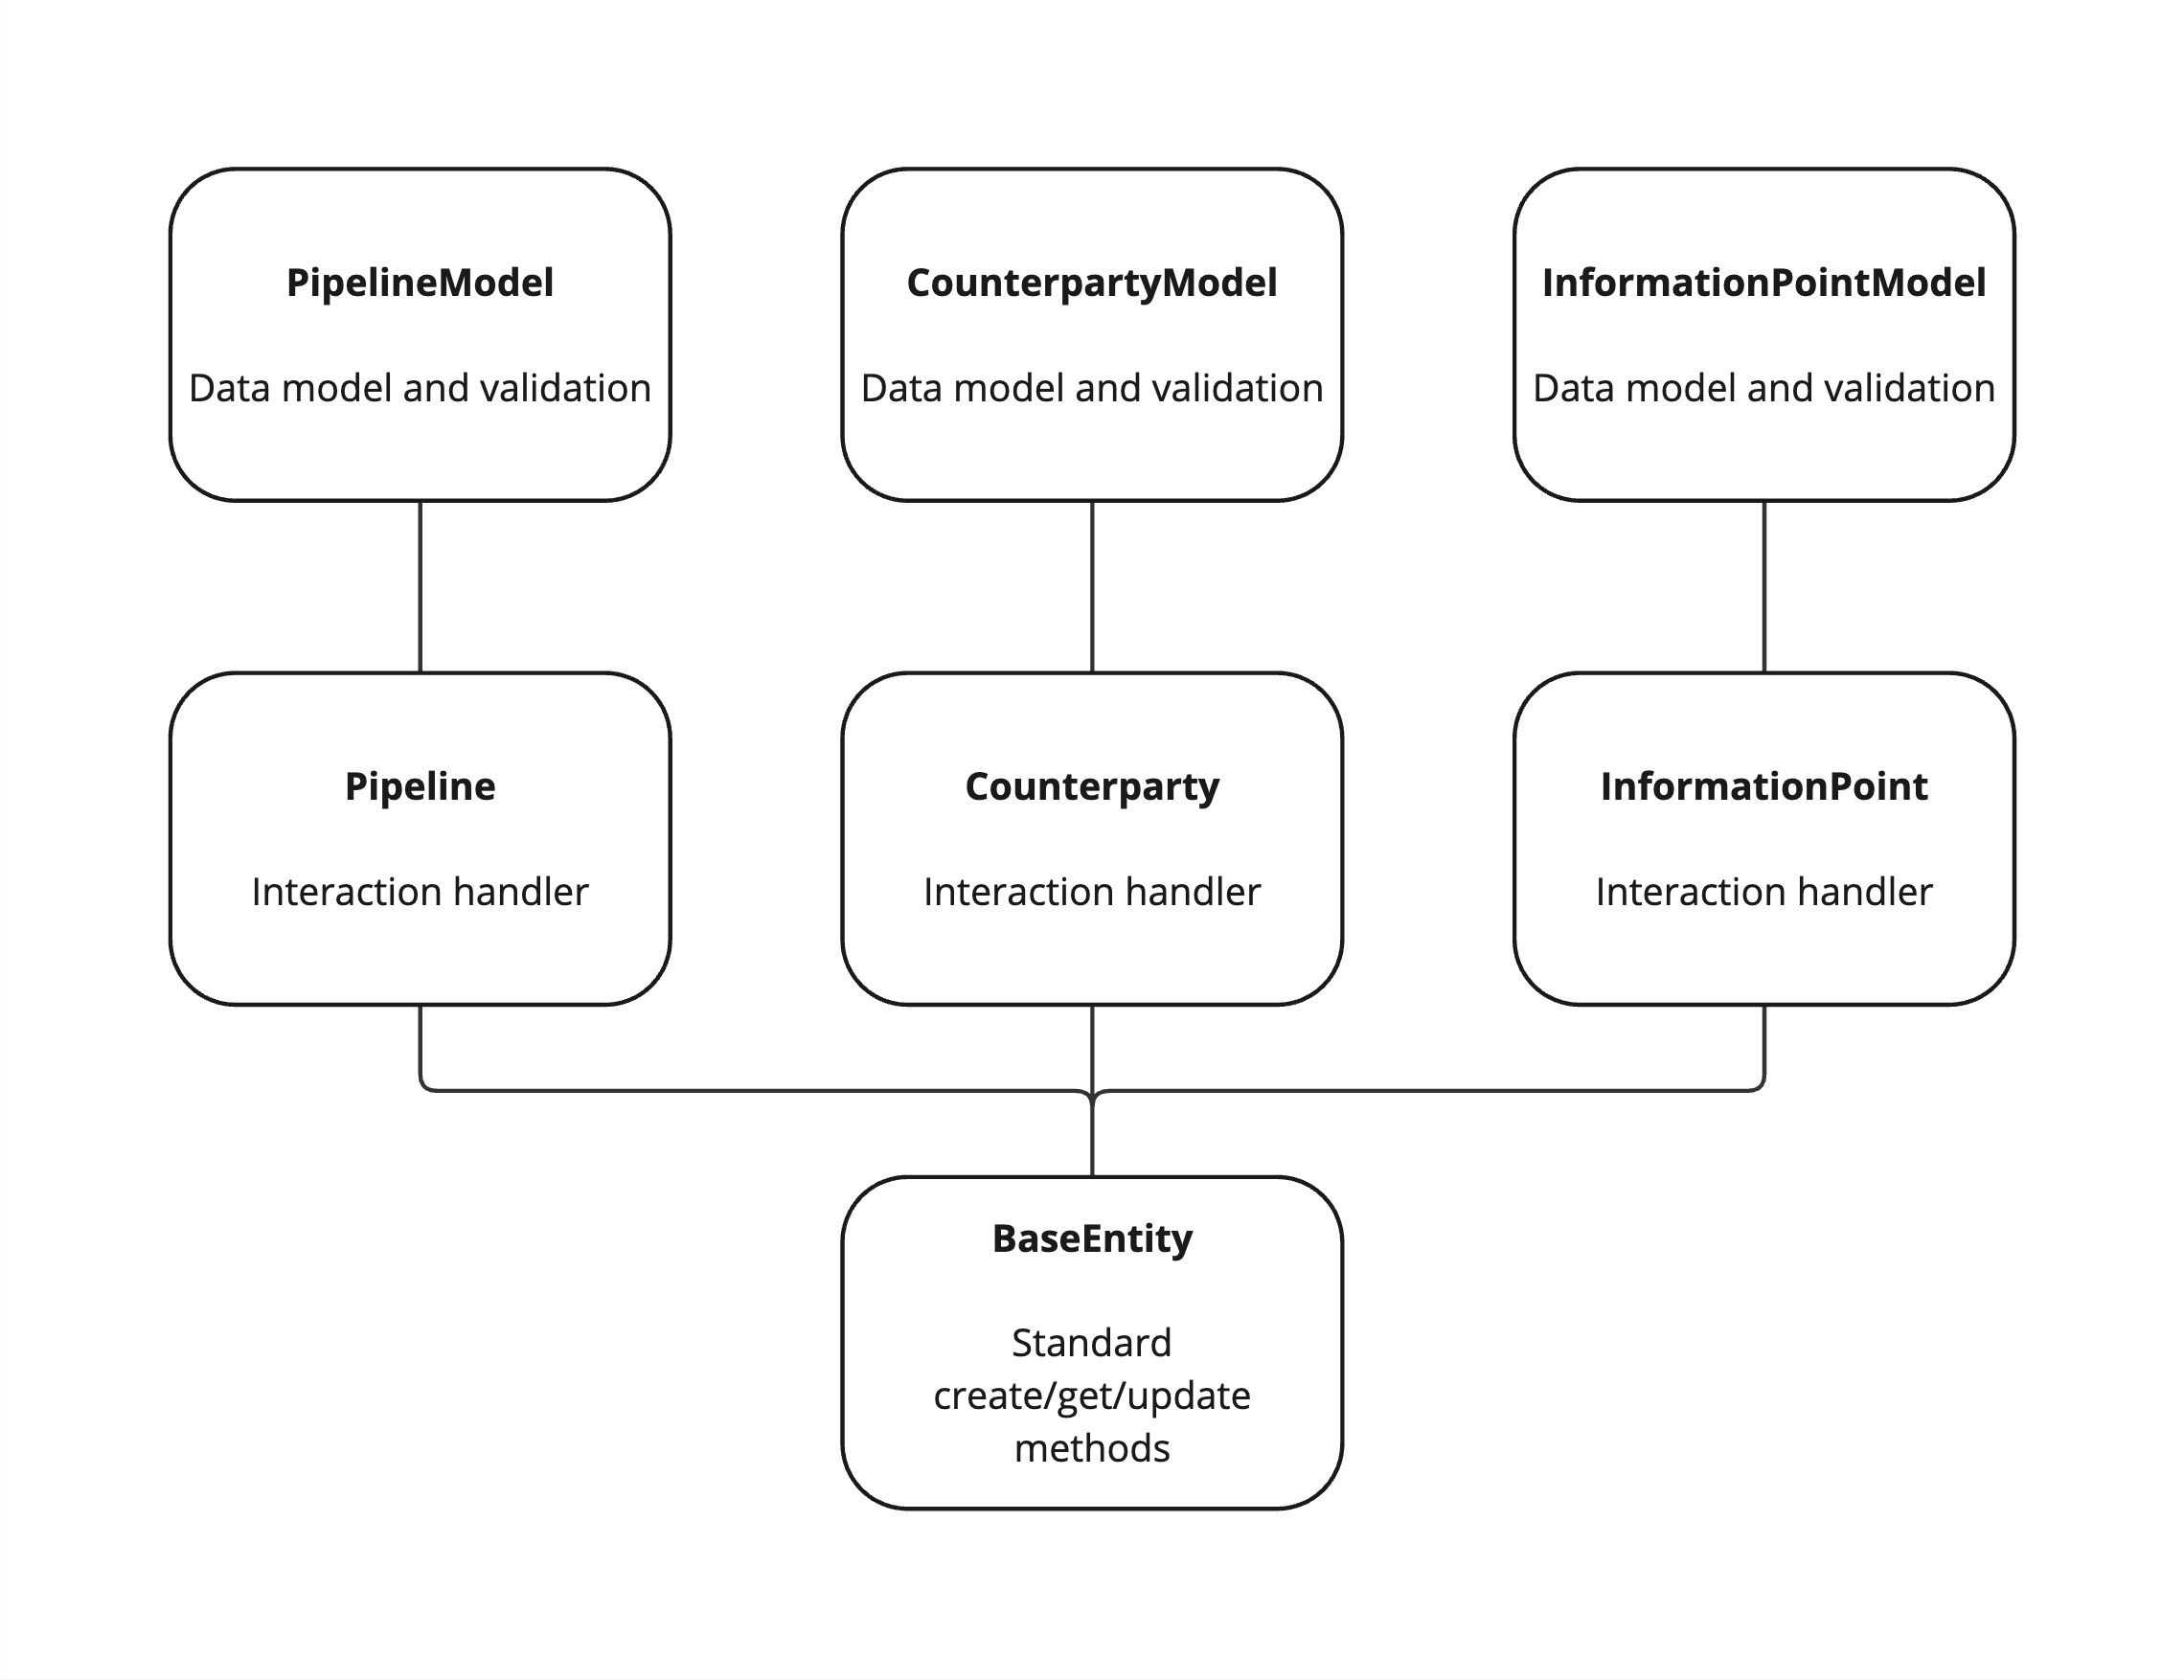 PipelineModel
Data model and validation
CounterpartyModel
Data model and validation
InformationPointModel
Data model and validation
Pipeline
Interaction handler
Counterparty
Interaction handler
InformationPoint
Interaction handler
BaseEntity
Standard
create/get/update
methods